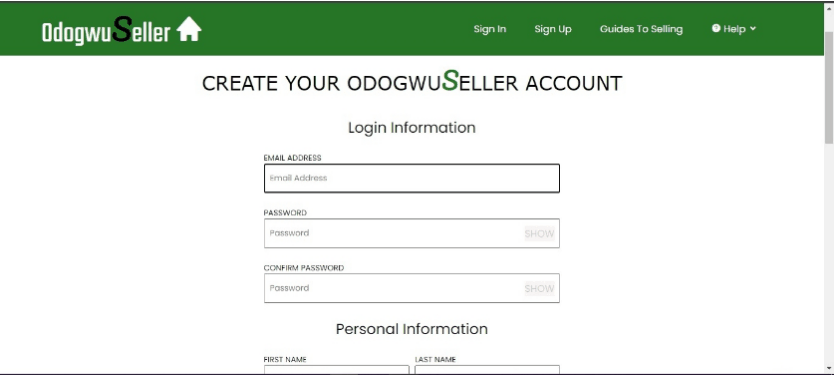 OdogwuSeller Sign In Sign Up Guides To Selling Help
CREATE YOUR ODOGWUSELLER ACCOUNT
Login Information
EMAIL ADDRESS
Email Address
PASSWORD
Password SHOW
CONFIRM PASSWORD
Password SHOW
Personal Information
FIRST NAME LAST NAME